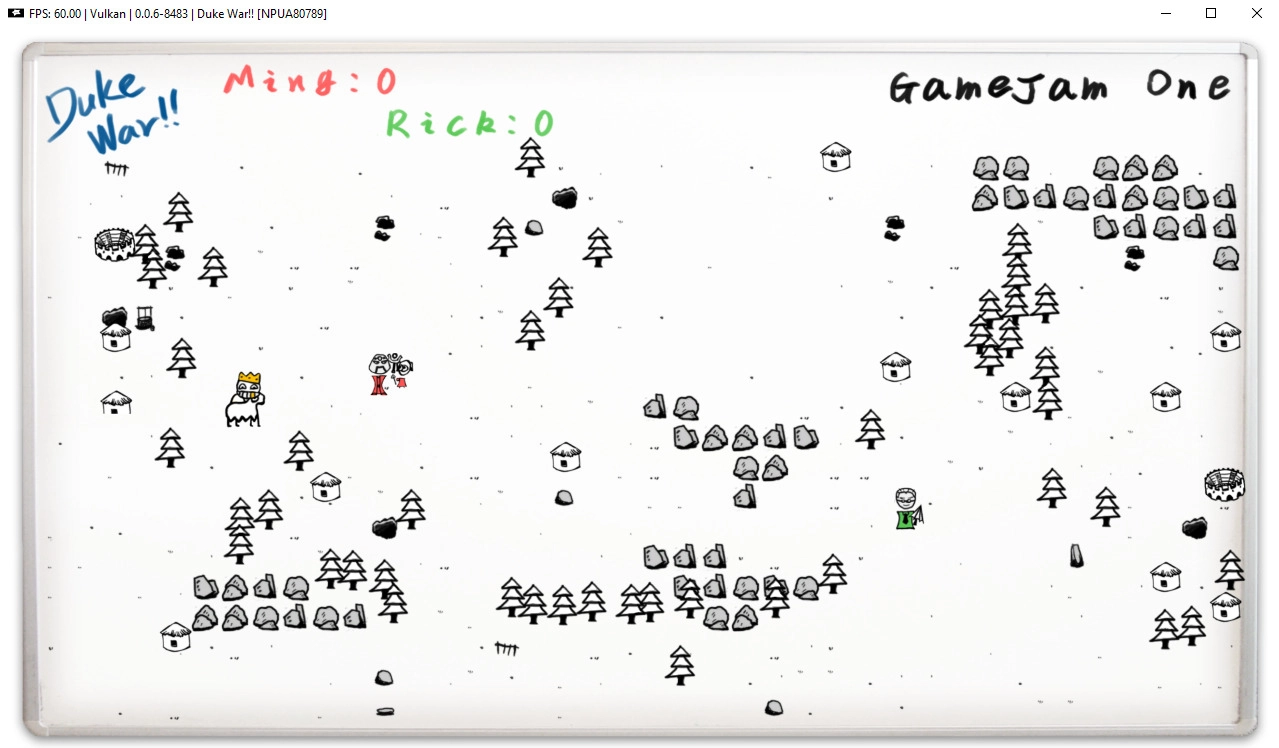 FPS: 60.00 | Vulkan | 0.0.6-8483 | Duke War!! [NPUA80789]
Duke
War!!
Ming: 0
Rick: 0
GameJam One